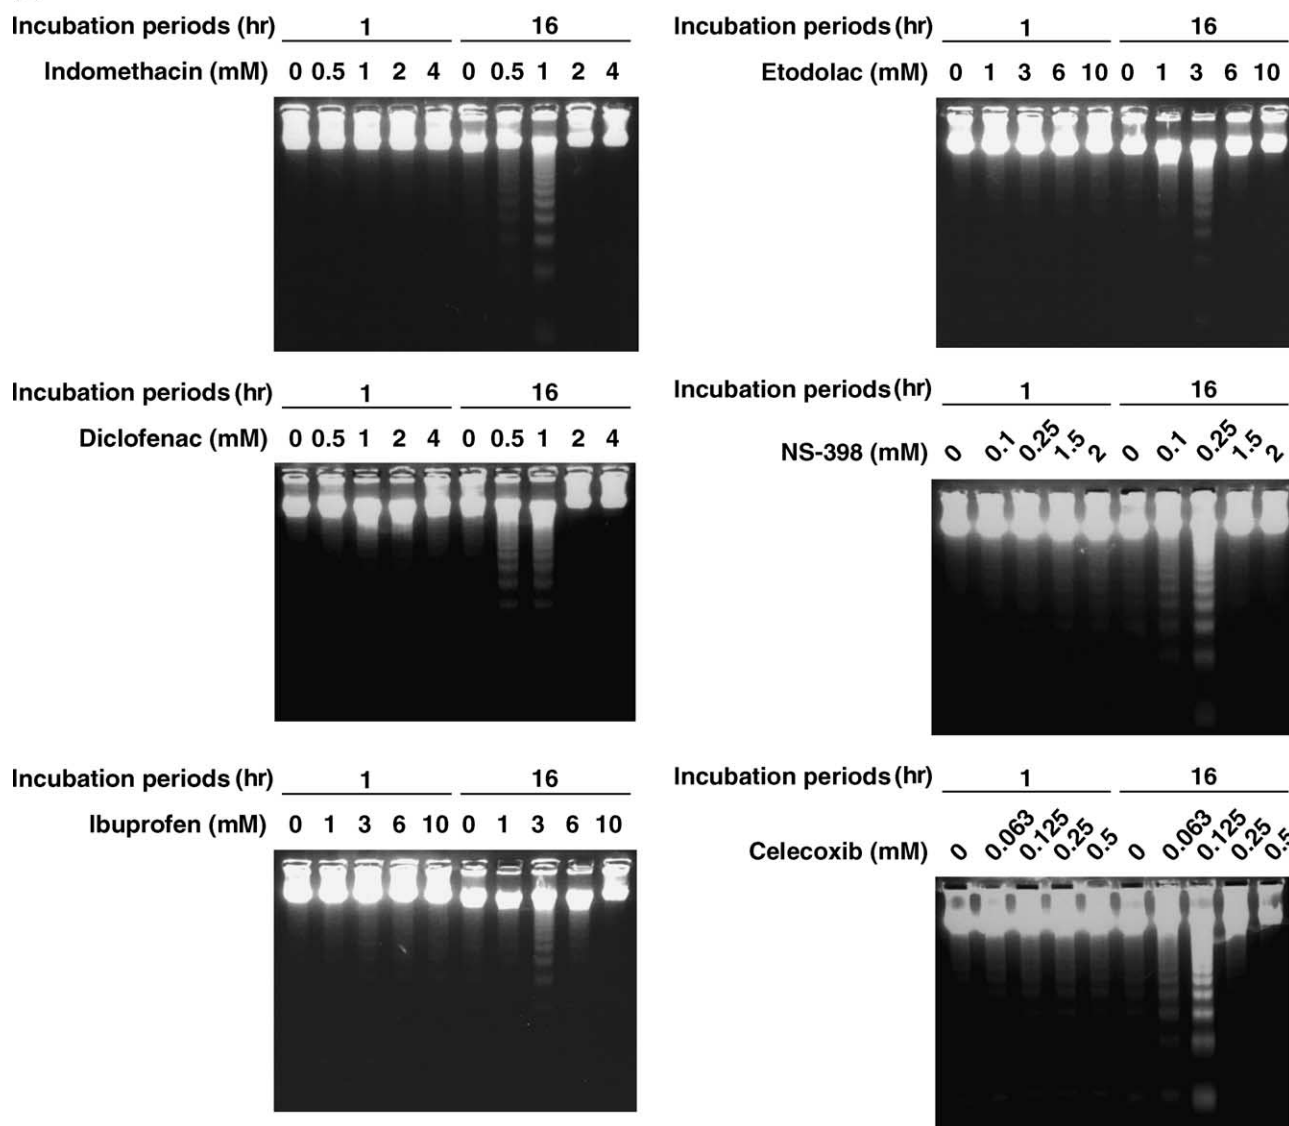 Incubation periods (hr) 1 16
Indomethacin (mM) 0 0.5 1 2 4 0 0.5 1 2 4
Incubation periods (hr) 1 16
Etodolac (mM) 0 1 3 6 10 0 1 3 6 10
Incubation periods (hr) 1 16
Diclofenac (mM) 0 0.5 1 2 4 0 0.5 1 2 4
Incubation periods (hr) 1 16
NS-398 (mM) 0 0.1 0.25 1.5 2 0 0.1 0.25 1.5 2
Incubation periods (hr) 1 16
Ibuprofen (mM) 0 1 3 6 10 0 1 3 6 10
Incubation periods (hr) 1 16
Celecoxib (mM) 0 0.063 0.125 0.25 0.5 0 0.063 0.125 0.25 0.5